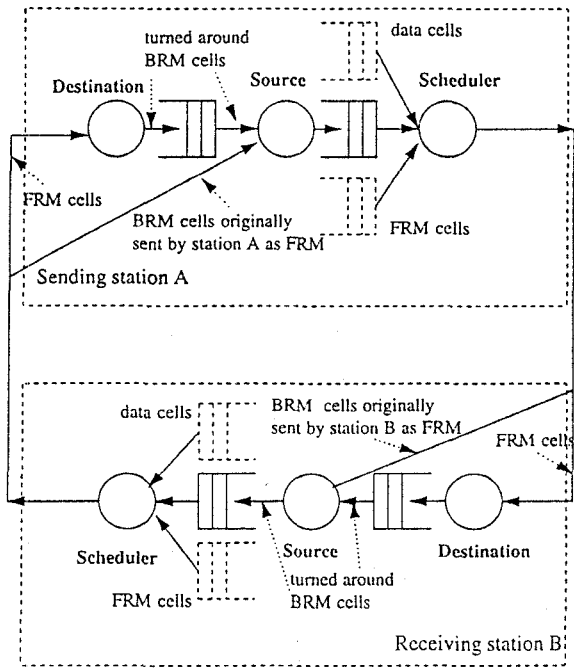 turned around
BRM cells
data cells
Destination
Source
Scheduler
FRM cells
BRM cells originally
sent by station A as FRM
FRM cells
Sending station A
data cells
BRM cells originally
sent by station B as FRM
FRM cells
Scheduler
Source
Destination
FRM cells
turned around
BRM cells
Receiving station B